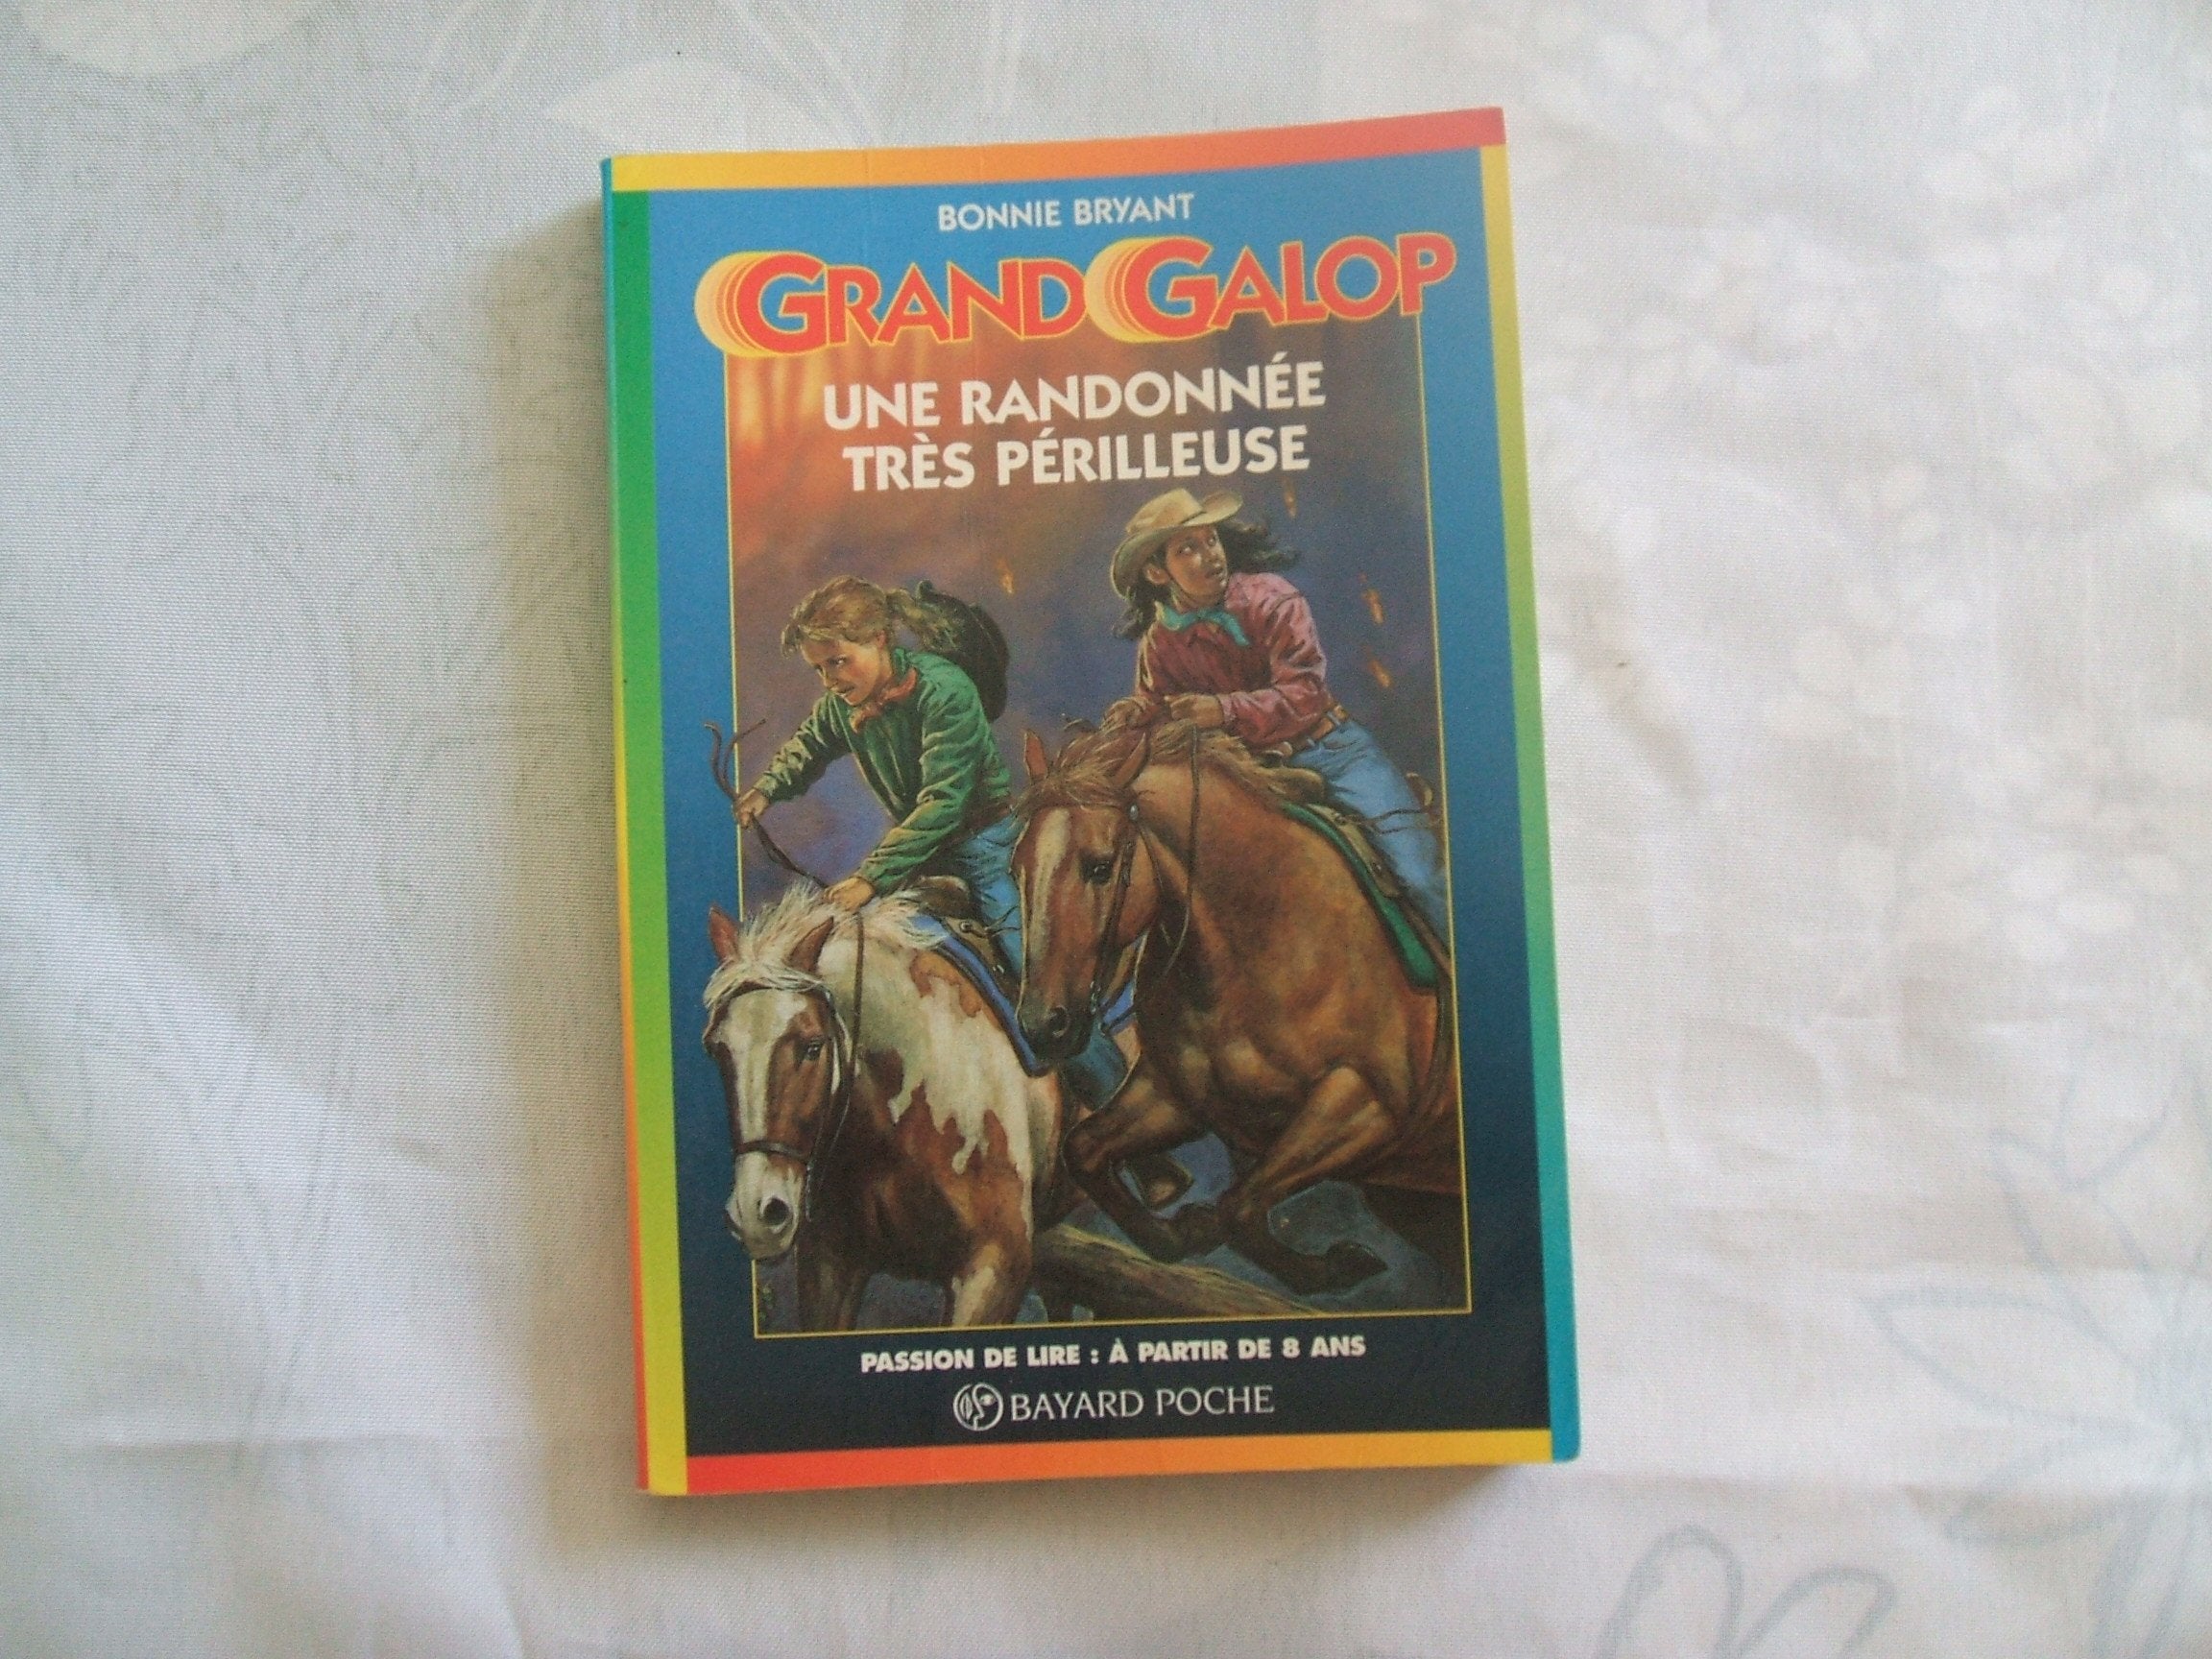 BONNIE BRYANT
GRAND GALOP
UNE RANDONNÉE
TRÈS PÉRILLEUSE
PASSION DE LIRE : À PARTIR DE 8 ANS
BAYARD POCHE